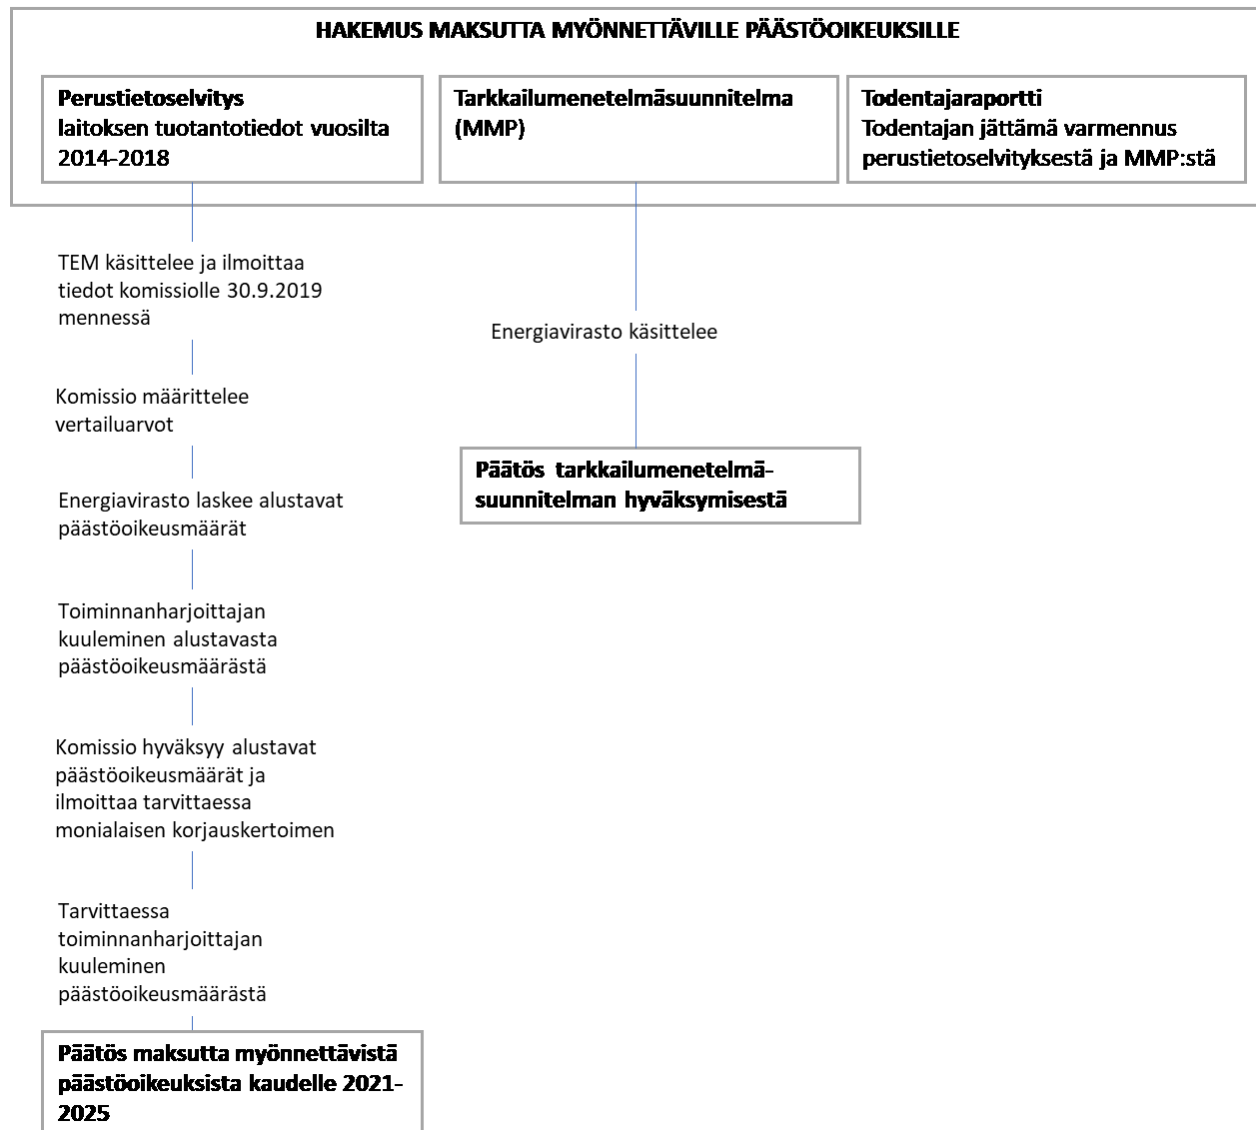 HAKEMUS MAKSUTTA MYÖNNETTÄVILLE PÄÄSTÖOIKEUKSILLE
Perustietoselvitys
laitoksen tuotantotiedot vuosilta
2014-2018
Tarkkailumenetelmäsuunnitelma
(MMP)
Todentajaraportti
Todentajan jättämä varmennus
perustietoselvityksestä ja MMP:stä
TEM käsittelee ja ilmoittaa
tiedot komissiolle 30.9.2019
mennessä
Komissio määrittelee
vertailuarvot
Energiavirasto laskee alustavat
päästöoikeusmäärät
Toiminnanharjoittajan
kuuleminen alustavasta
päästöoikeusmäärästä
Komissio hyväksyy alustavat
päästöoikeusmäärät ja
ilmoittaa tarvittaessa
monialaisen korjauskertoimen
Tarvittaessa
toiminnanharjoittajan
kuuleminen
päästöoikeusmäärästä
Päätös maksutta myönnettävistä
päästöoikeuksista kaudelle 2021-
2025
Energiavirasto käsittelee
Päätös tarkkailumenetelmä-
suunnitelman hyväksymisestä